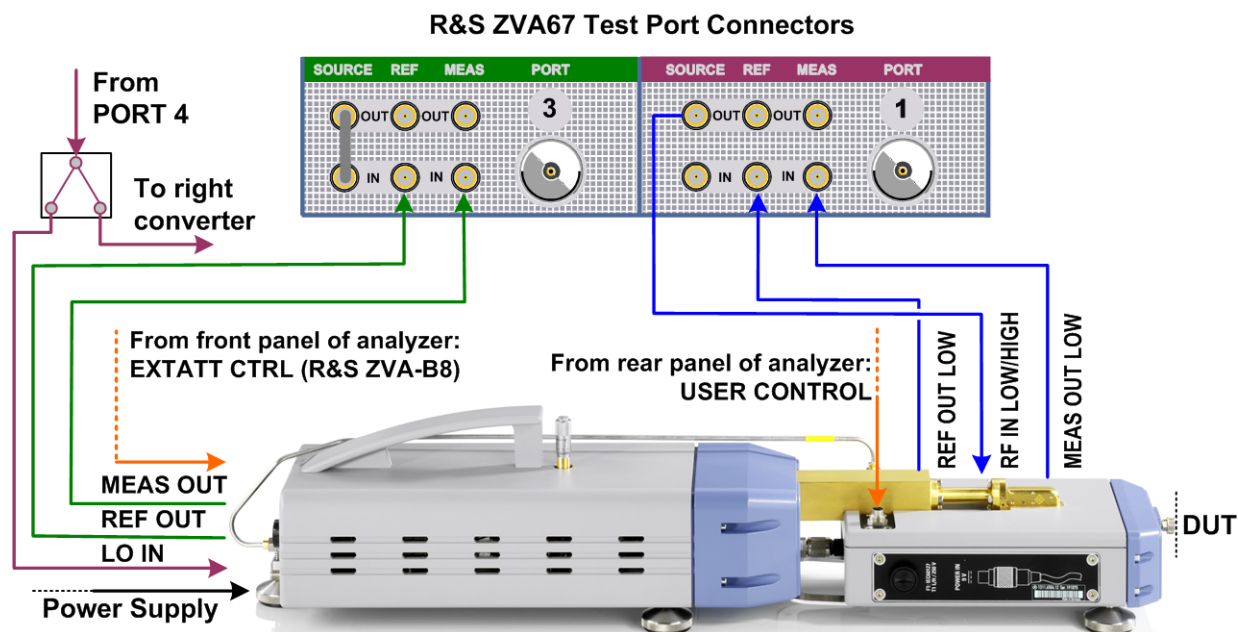 R&S ZVA67 Test Port Connectors
From
PORT 4
To right
converter
SOURCE REF MEAS PORT
OUT OUT 3
IN IN
SOURCE REF MEAS PORT
OUT OUT 1
IN IN
From front panel of analyzer:
EXTATT CTRL (R&S ZVA-B8)
From rear panel of analyzer:
USER CONTROL
REF OUT LOW
RF IN LOW/HIGH
MEAS OUT LOW
MEAS OUT
REF OUT
LO IN
Power Supply
DUT
POWER IN